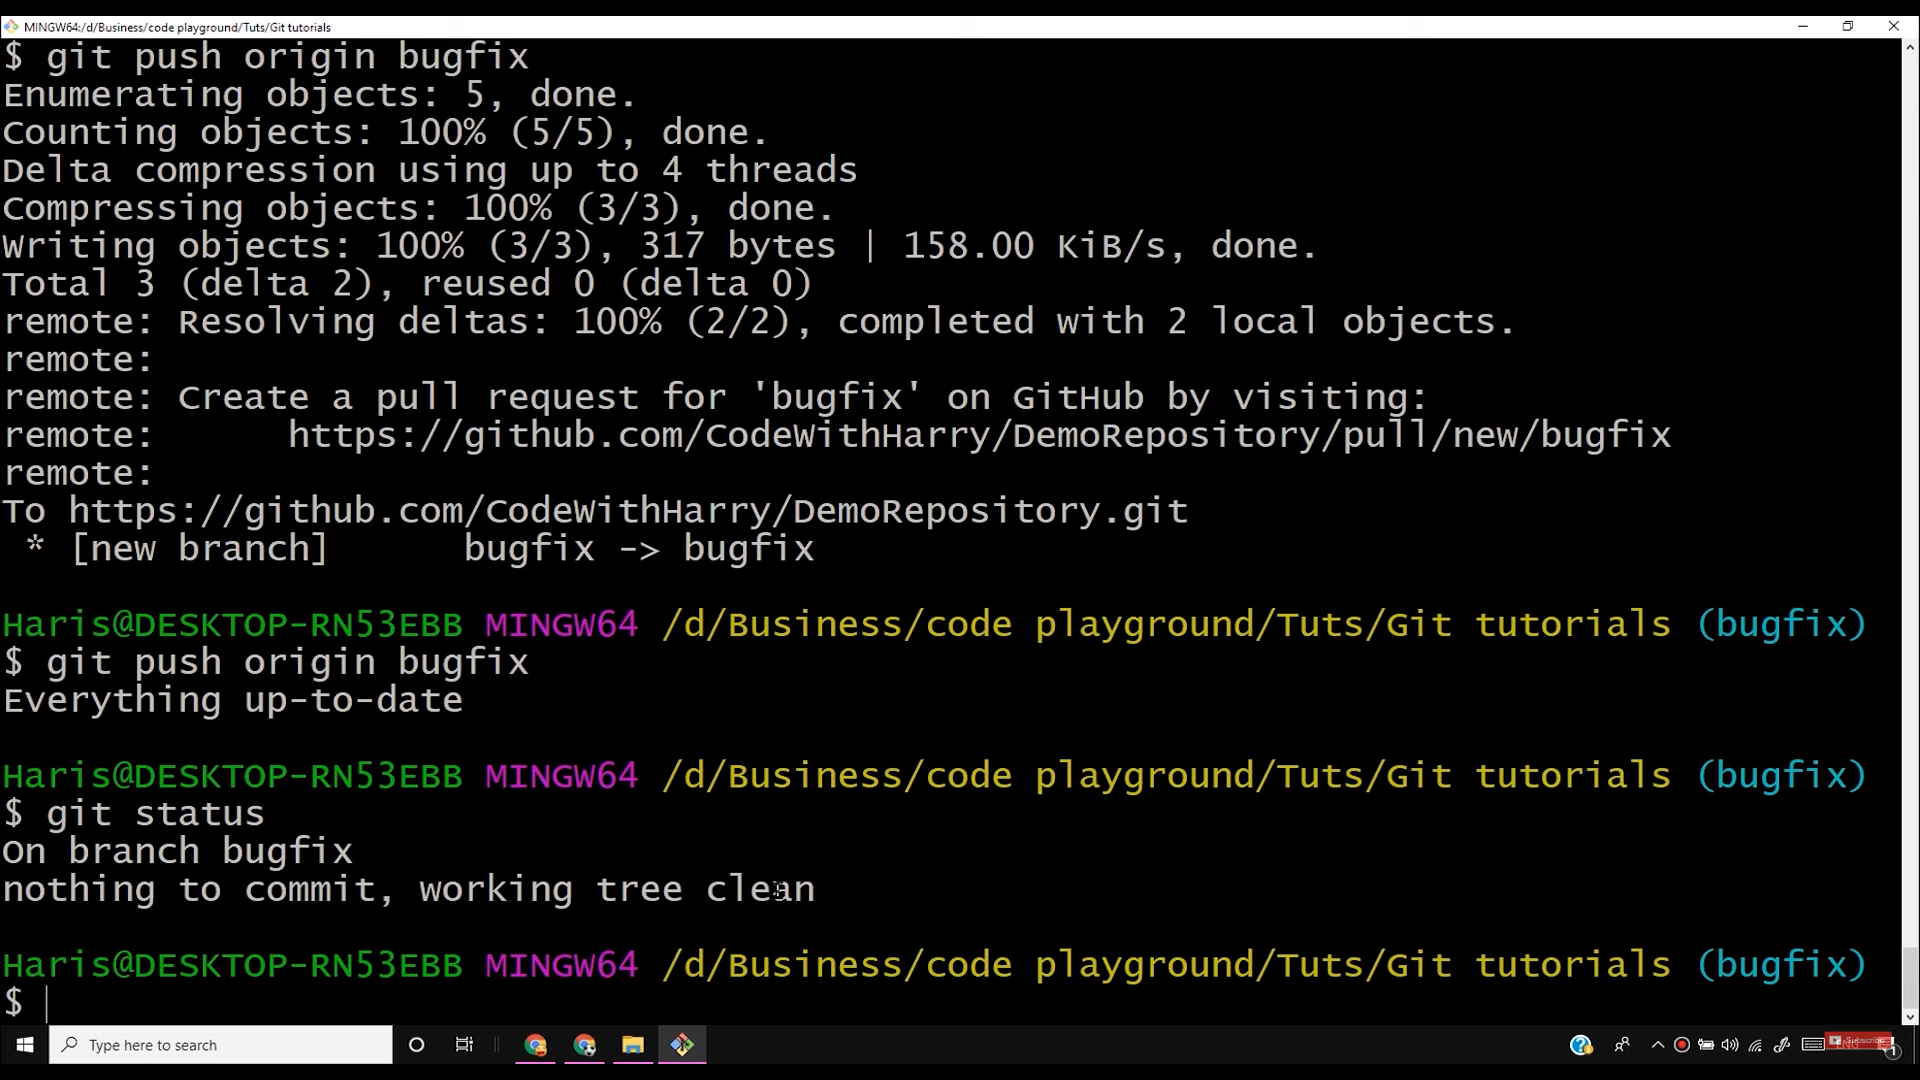 MINGW64:/d/Business/code playground/Tuts/Git tutorials
$ git push origin bugfix
Enumerating objects: 5, done.
Counting objects: 100% (5/5), done.
Delta compression using up to 4 threads
Compressing objects: 100% (3/3), done.
Writing objects: 100% (3/3), 317 bytes | 158.00 KiB/s, done.
Total 3 (delta 2), reused 0 (delta 0)
remote: Resolving deltas: 100% (2/2), completed with 2 local objects.
remote:
remote: Create a pull request for 'bugfix' on GitHub by visiting:
remote:      https://github.com/CodeWithHarry/DemoRepository/pull/new/bugfix
remote:
To https://github.com/CodeWithHarry/DemoRepository.git
 * [new branch]      bugfix -> bugfix
Haris@DESKTOP-RN53EBB MINGW64 /d/Business/code playground/Tuts/Git tutorials (bugfix)
$ git push origin bugfix
Everything up-to-date
Haris@DESKTOP-RN53EBB MINGW64 /d/Business/code playground/Tuts/Git tutorials (bugfix)
$ git status
On branch bugfix
nothing to commit, working tree clean
Haris@DESKTOP-RN53EBB MINGW64 /d/Business/code playground/Tuts/Git tutorials (bugfix)
$
Type here to search
Subscribe
1